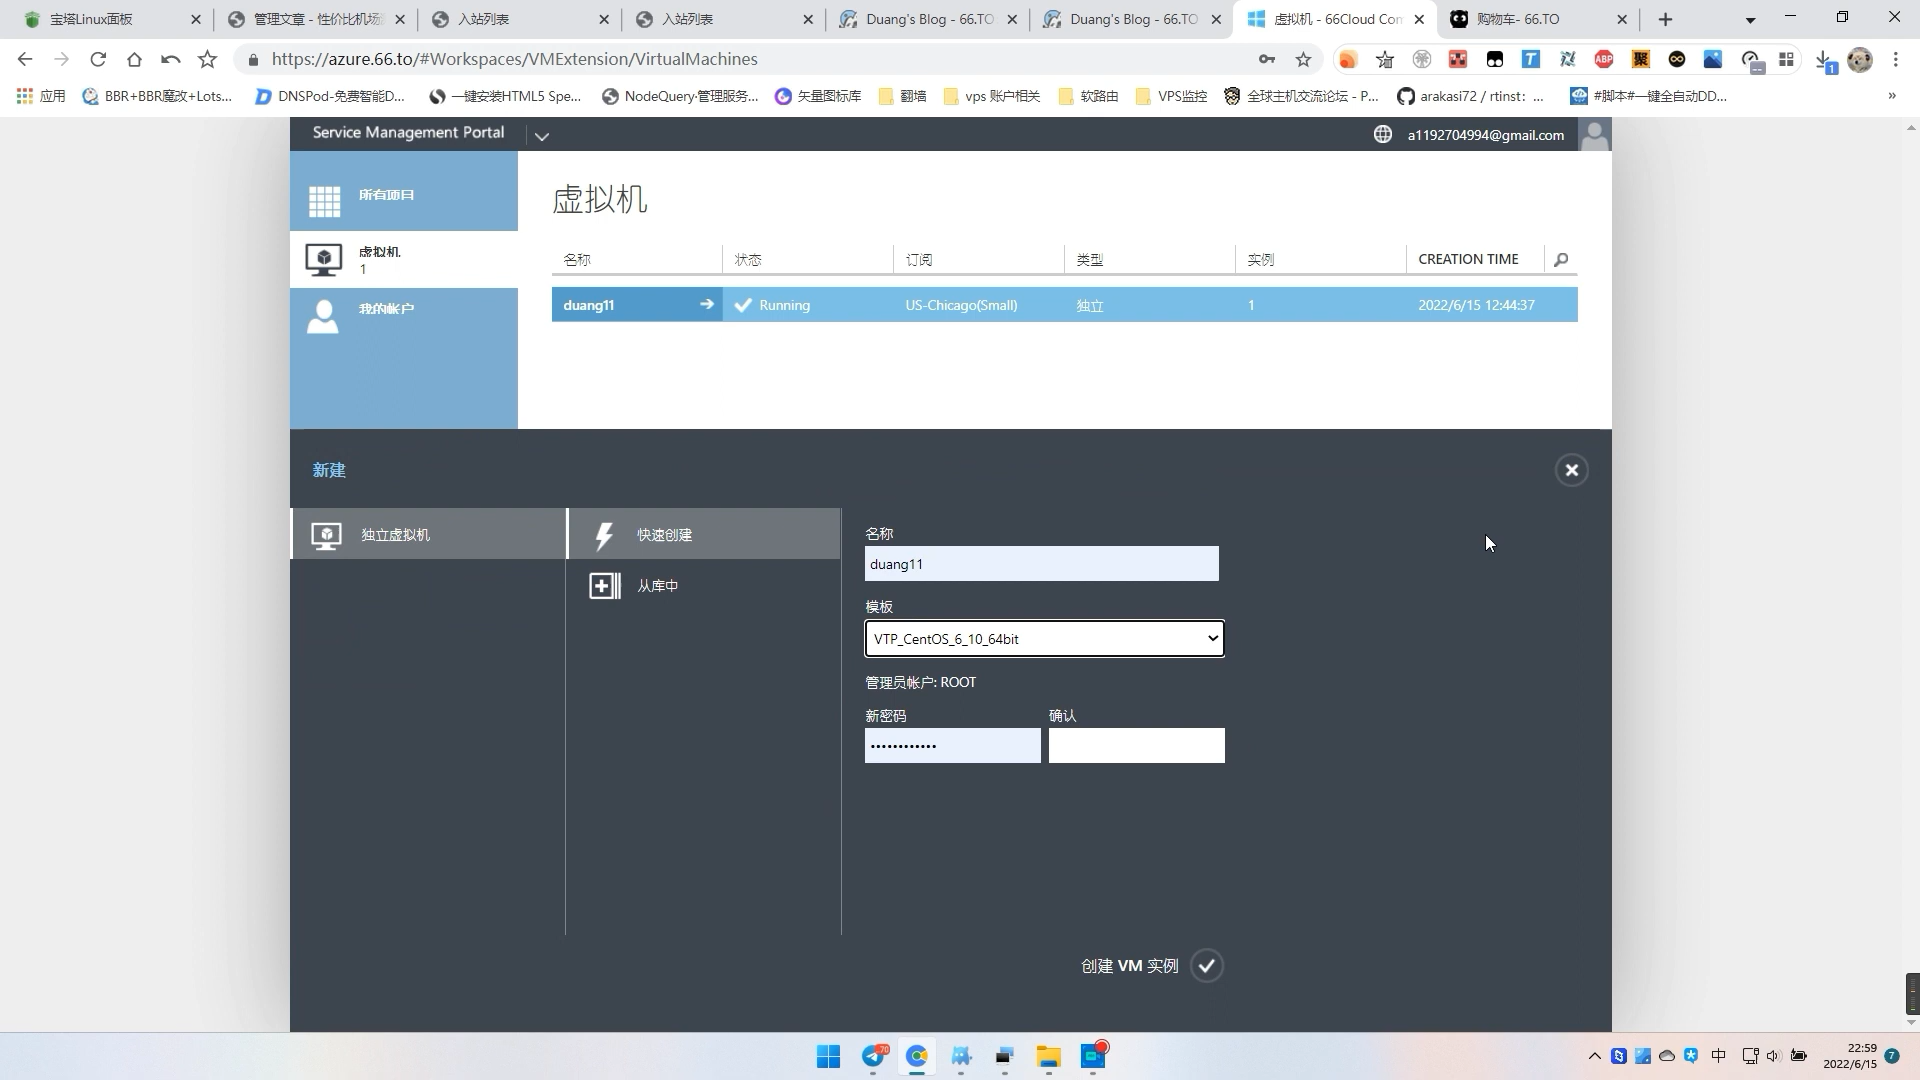 宝塔Linux面板
管理文章 - 性价比机场
入站列表
入站列表
Duang's Blog - 66.TO
Duang's Blog - 66.TO
虚拟机 - 66Cloud Con
购物车- 66.TO
https://azure.66.to/#Workspaces/VMExtension/VirtualMachines
应用
BBR+BBR魔改+Lots...
DNSPod-免费智能D...
一键安装HTML5 Spe...
NodeQuery·管理服务...
矢量图标库
翻墙
vps 账户相关
软路由
VPS监控
全球主机交流论坛 - P...
arakasi72 / rtinst: ...
#脚本#一键全自动DD...
»
Service Management Portal
a1192704994@gmail.com
所有项目
虚拟机
1
我的帐户
虚拟机
名称 状态 订阅 类型 实例 CREATION TIME
duang11 Running US-Chicago(Small) 独立 1 2022/6/15 12:44:37
新建
独立虚拟机
快速创建
从库中
名称
duang11
模板
VTP_CentOS_6_10_64bit
管理员帐户: ROOT
新密码 确认
••••••••••••
创建 VM 实例
中
22:59
2022/6/15
7